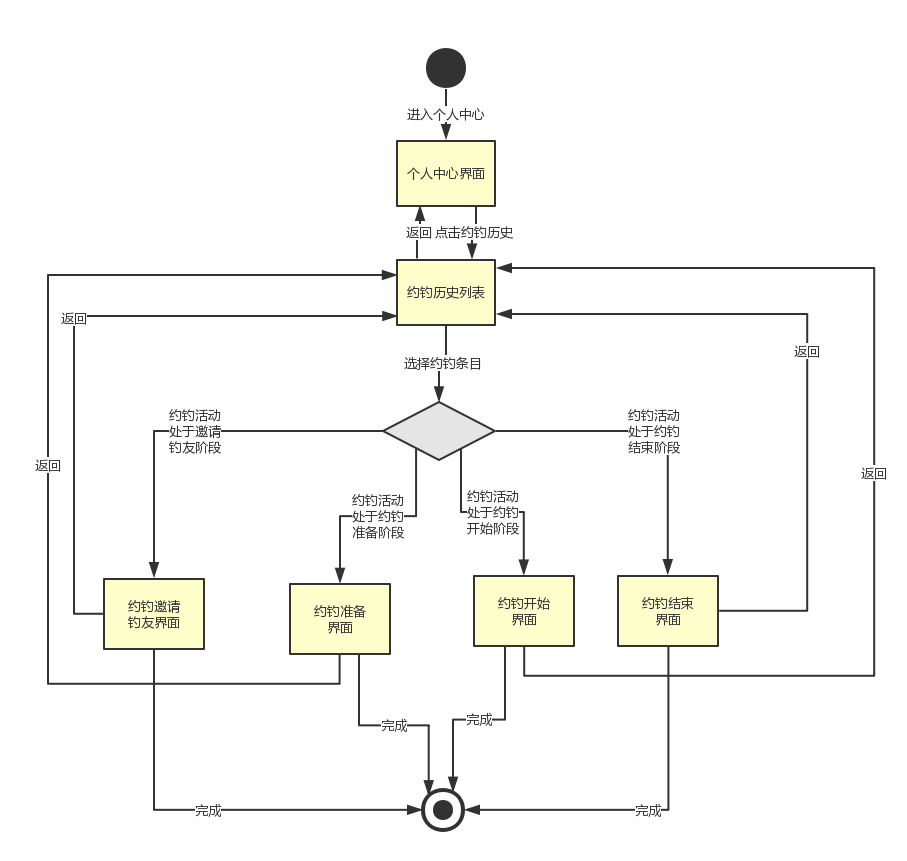 进入个人中心
个人中心界面
返回
点击约钓历史
约钓历史列表
返回
返回
选择约钓条目
约钓活动
处于邀请
钓友阶段
约钓活动
处于约钓
结束阶段
返回
返回
约钓活动
处于约钓
准备阶段
约钓活动
处于约钓
开始阶段
约钓邀请
钓友界面
约钓准备
界面
约钓开始
界面
约钓结束
界面
完成
完成
完成
完成